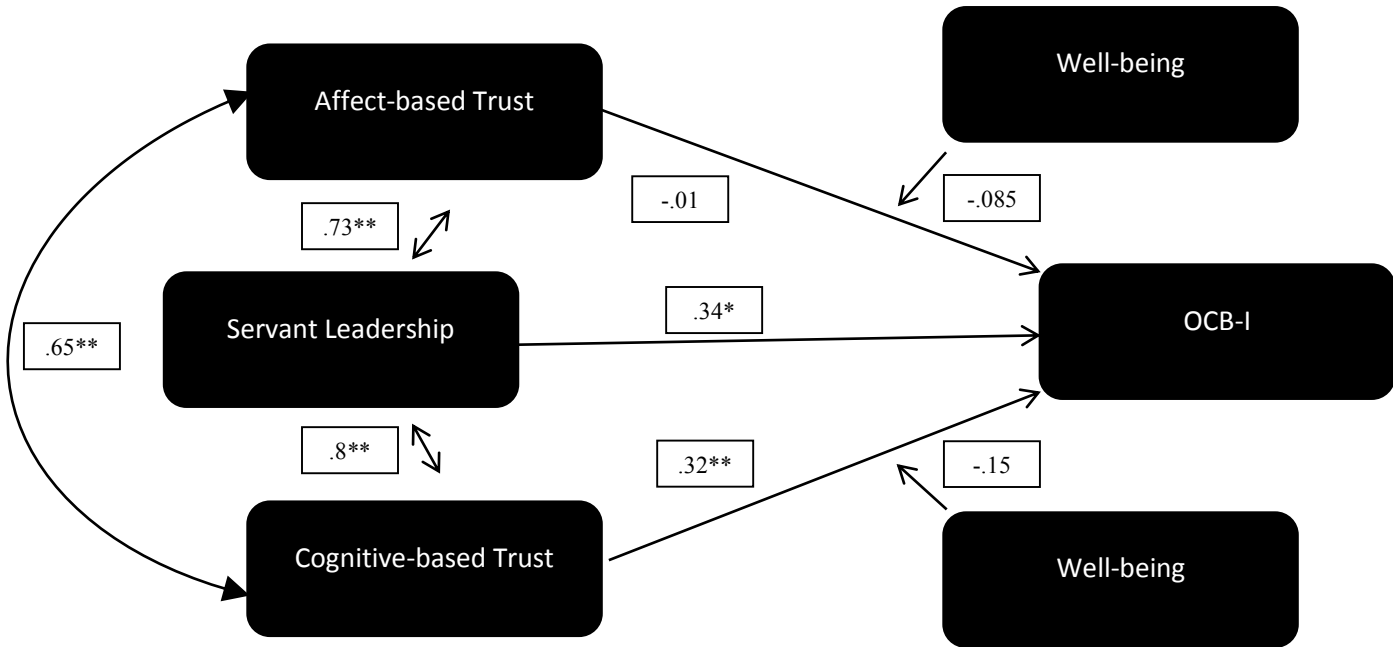 Well-being
Affect-based Trust
-.01
-.085
.73**
.34*
Servant Leadership
OCB-I
.65**
.8**
.32**
-.15
Cognitive-based Trust
Well-being